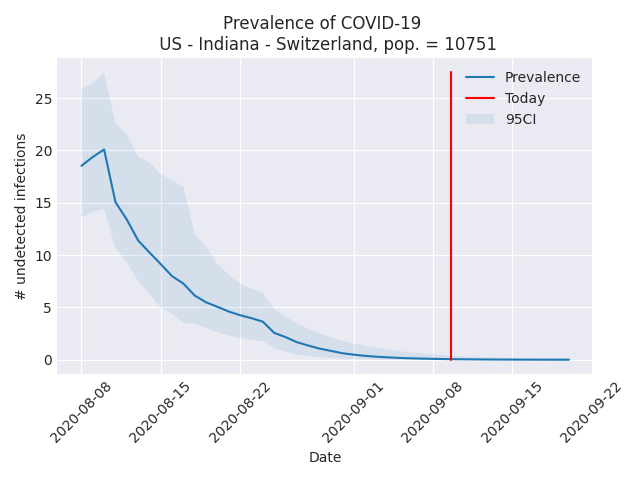 Prevalence of COVID-19
US - Indiana - Switzerland, pop. = 10751
Prevalence
Today
95CI
# undetected infections
25
20
15
10
5
0
2020-08-08
2020-08-15
2020-08-22
2020-09-01
2020-09-08
2020-09-15
2020-09-22
Date